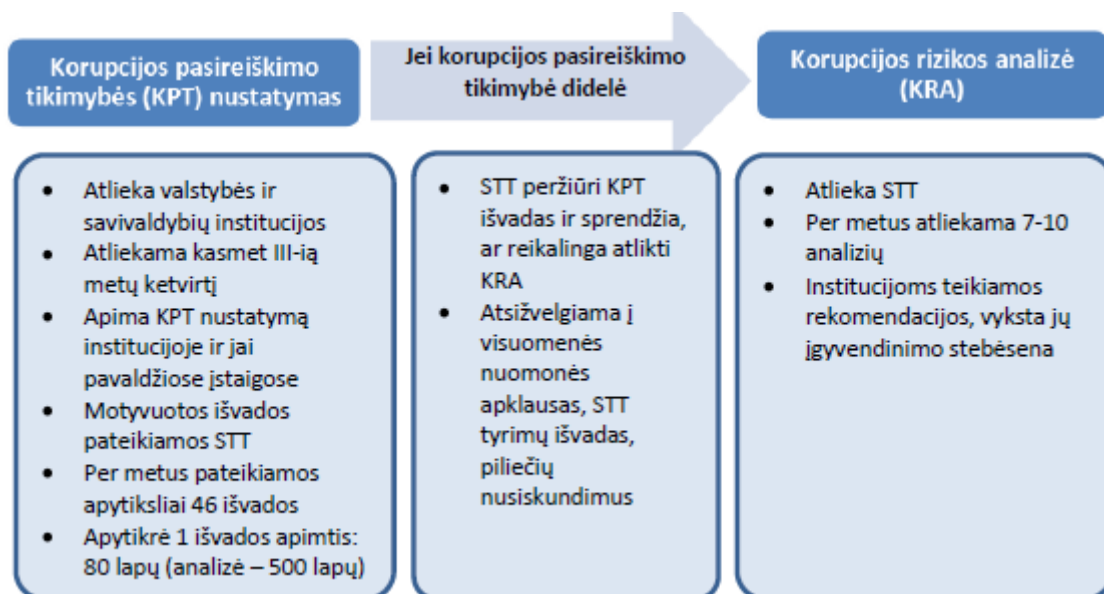 Korupcijos pasireiškimo
tikimybės (KPT) nustatymas
Jei korupcijos pasireiškimo
tikimybė didelė
Korupcijos rizikos analizė
(KRA)
• Atlieka valstybės ir
savivaldybių institucijos
• Atliekama kasmet III-ią
metų ketvirtį
• Apima KPT nustatymą
institucijoje ir jai
pavaldžiose įstaigose
• Motyvuotos išvados
pateikiamos STT
• Per metus pateikiamos
apytiksliai 46 išvados
• Apytikrė 1 išvados apimtis:
80 lapų (analizė – 500 lapų)
• STT peržiūri KPT
išvadas ir sprendžia,
ar reikalinga atlikti
KRA
• Atsižvelgiama į
visuomenės
nuomonės
apklausas, STT
tyrimų išvadas,
piliečių
nusiskundimus
• Atlieka STT
• Per metus atliekama 7-10
analizių
• Institucijoms teikiamos
rekomendacijos, vyksta jų
įgyvendinimo stebėsena